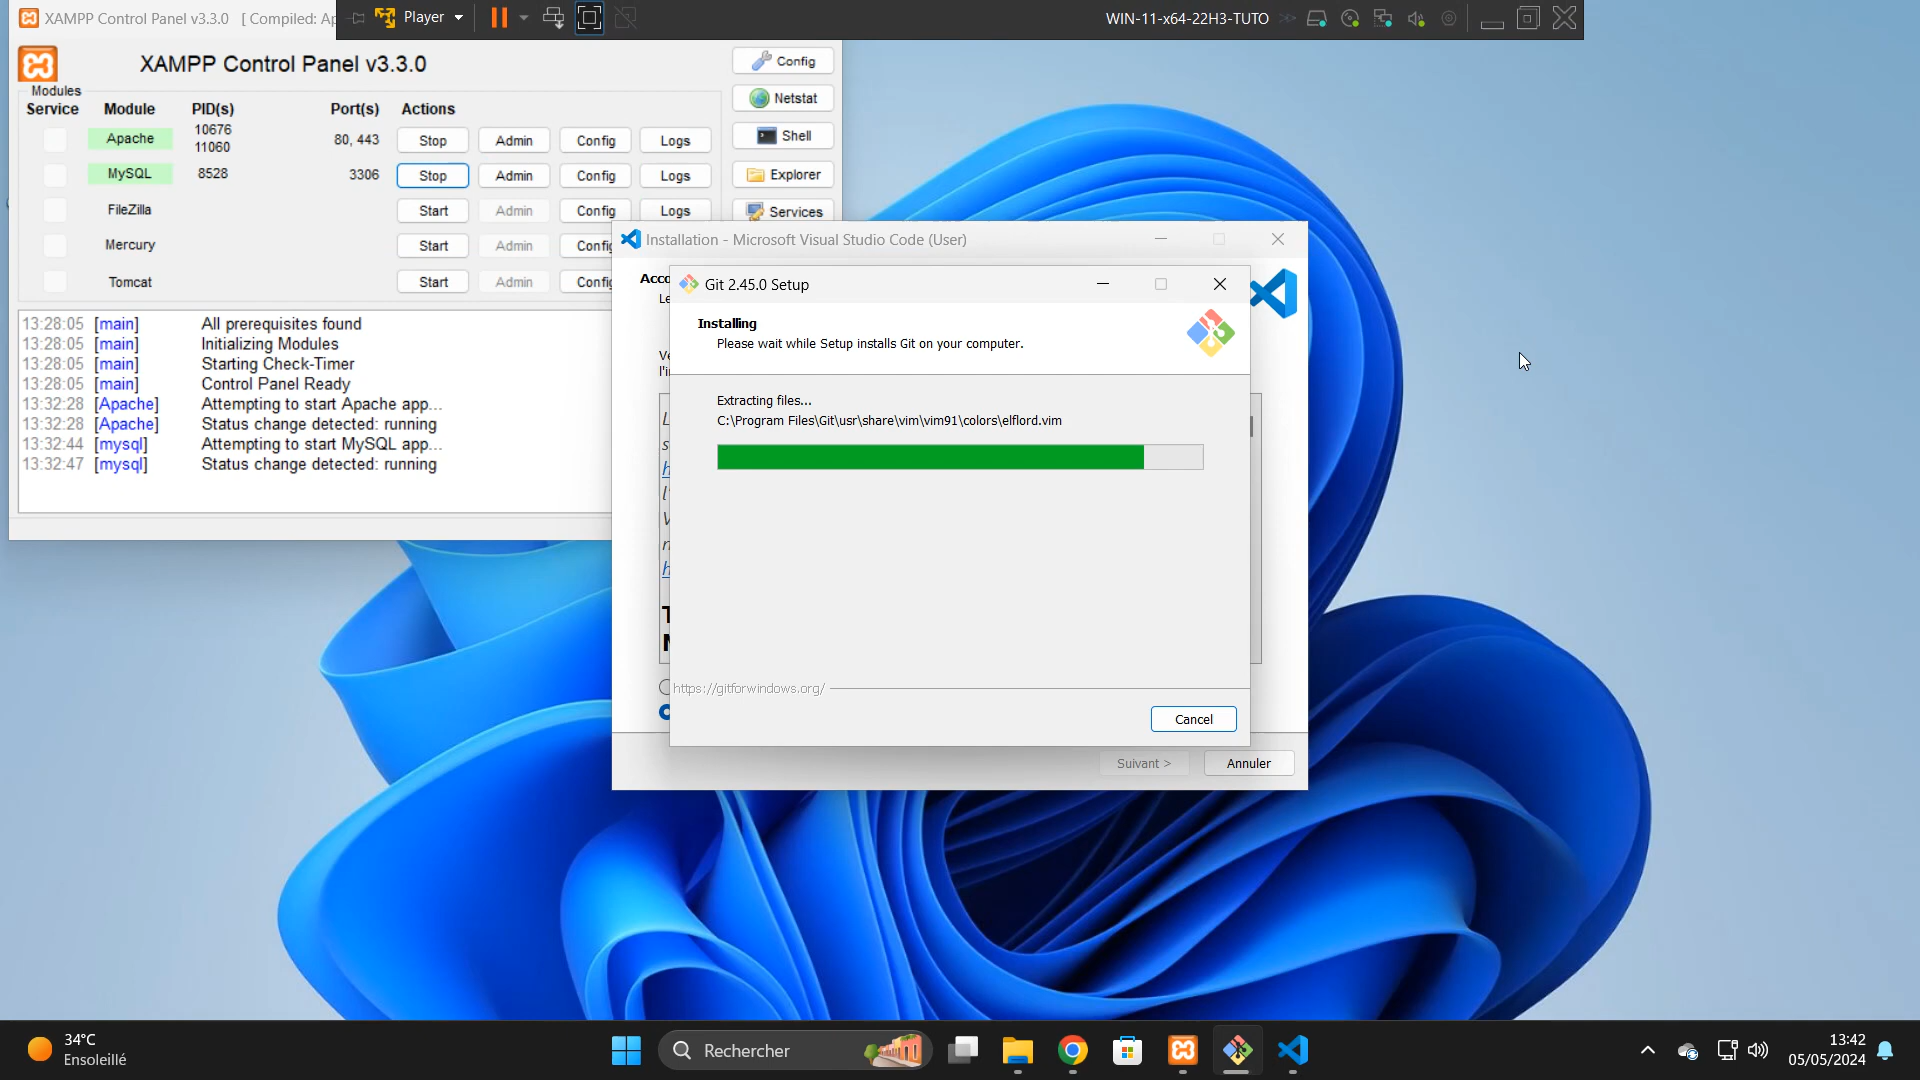 XAMPP Control Panel v3.3.0 [ Compiled: Ap
Player
WIN-11-x64-22H3-TUTO
XAMPP Control Panel v3.3.0
Config
Modules
Service Module PID(s) Port(s) Actions
Netstat
Apache 10676 11060 80, 443 Stop Admin Config Logs
Shell
MySQL 8528 3306 Stop Admin Config Logs
Explorer
FileZilla Start Admin Config Logs
Services
Mercury Start Admin Config
Tomcat Start Admin Config
13:28:05 [main] All prerequisites found
13:28:05 [main] Initializing Modules
13:28:05 [main] Starting Check-Timer
13:28:05 [main] Control Panel Ready
13:32:28 [Apache] Attempting to start Apache app...
13:32:28 [Apache] Status change detected: running
13:32:44 [mysql] Attempting to start MySQL app...
13:32:47 [mysql] Status change detected: running
Installation - Microsoft Visual Studio Code (User)
Acco
Le
Ve
l'i
Git 2.45.0 Setup
Installing
Please wait while Setup installs Git on your computer.
Extracting files...
C:\Program Files\Git\usr\share\vim\vim91\colors\elflord.vim
https://gitforwindows.org/
Cancel
Suivant >
Annuler
34°C
Ensoleillé
Rechercher
13:42
05/05/2024